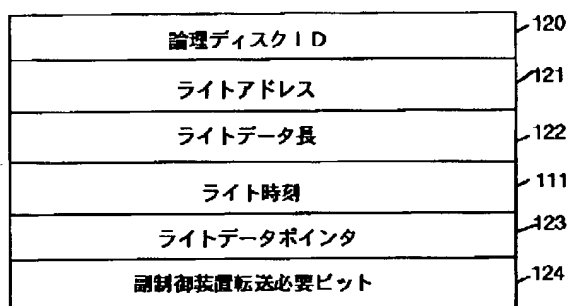 論理ディスクID 120
ライトアドレス 121
ライトデータ長 122
ライト時刻 111
ライトデータポインタ 123
副制御装置転送必要ビット 124